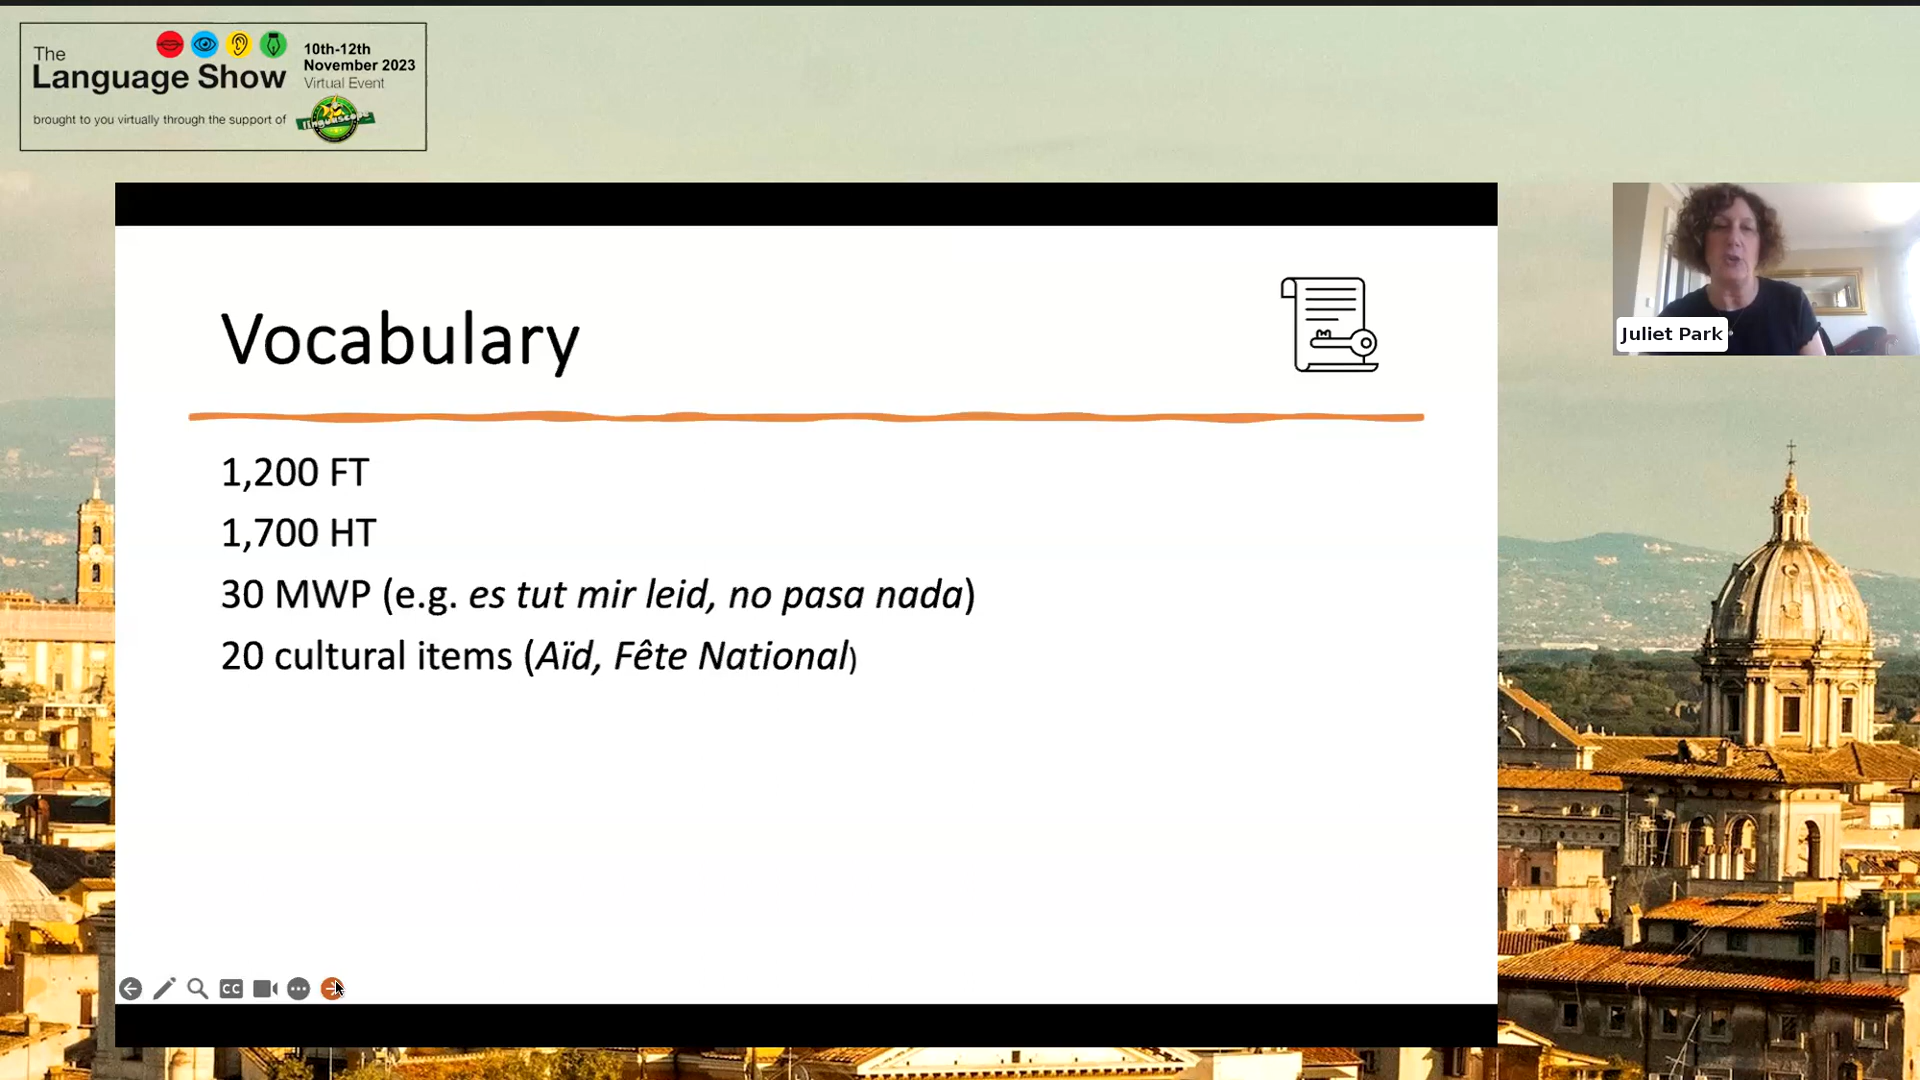 The
Language Show
10th-12th
November 2023
Virtual Event
brought to you virtually through the support of
linguascope
Juliet Park
Vocabulary
1,200 FT
1,700 HT
30 MWP (e.g. es tut mir leid, no pasa nada)
20 cultural items (Aïd, Fête National)
CC